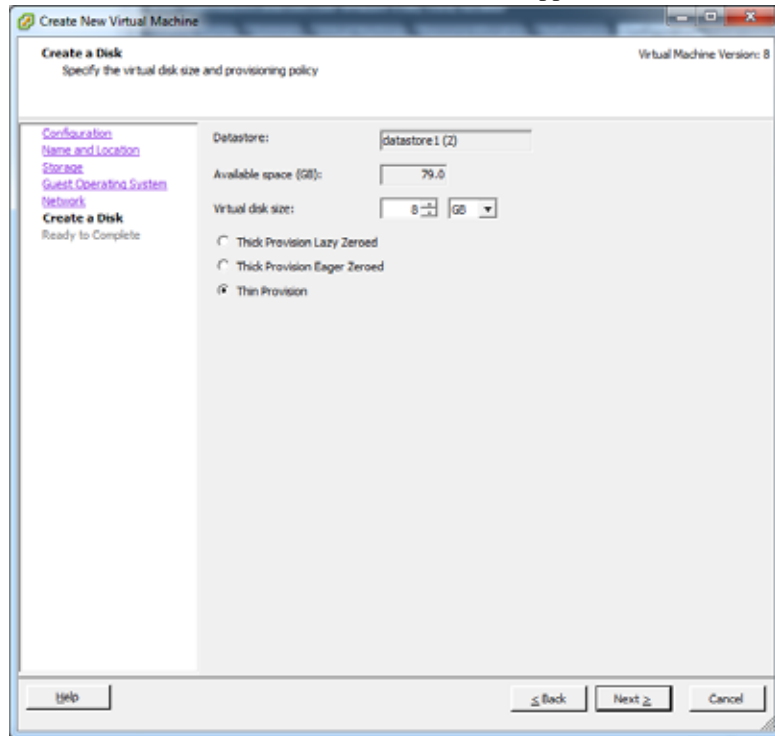 Create New Virtual Machine
Create a Disk
Specify the virtual disk size and provisioning policy
Virtual Machine Version: 8
Configuration
Name and Location
Storage
Guest Operating System
Network
Create a Disk
Ready to Complete
Datastore:
datastore1 (2)
Available space (GB):
79.0
Virtual disk size:
8
GB
Thick Provision Lazy Zeroed
Thick Provision Eager Zeroed
Thin Provision
Help
≤ Back
Next ≥
Cancel